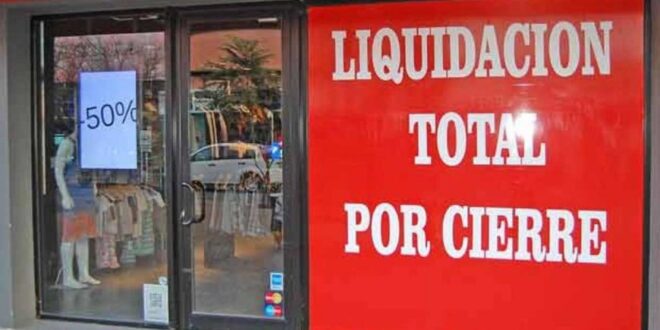 -50%
LIQUIDACION
TOTAL
POR CIERRE